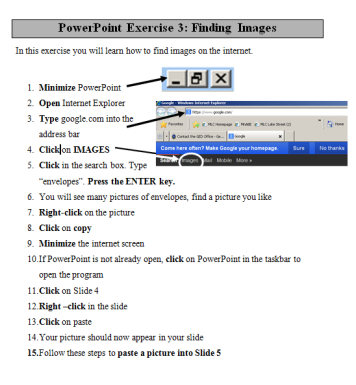 PowerPoint Exercise 3: Finding Images
In this exercise you will learn how to find images on the internet.
1. Minimize PowerPoint
2. Open Internet Explorer
3. Type google.com into the
address bar
4. Click on IMAGES
5. Click in the search box. Type
"envelopes". Press the ENTER key.
Google - Windows Internet Explorer
https://www.google.com/
Favorites
MLC Homepage
MLC Lake Street (2)
Home
Contact the GED Office - Ge...
Google
Come here often? Make Google your homepage.
Sure
No thanks
Search Images Mail Mobile More
6. You will see many pictures of envelopes, find a picture you like
7. Right-click on the picture
8. Click on copy
9. Minimize the internet screen
10.If PowerPoint is not already open, click on PowerPoint in the taskbar to
open the program
11.Click on Slide 4
12.Right –click in the slide
13.Click on paste
14.Your picture should now appear in your slide
15.Follow these steps to paste a picture into Slide 5